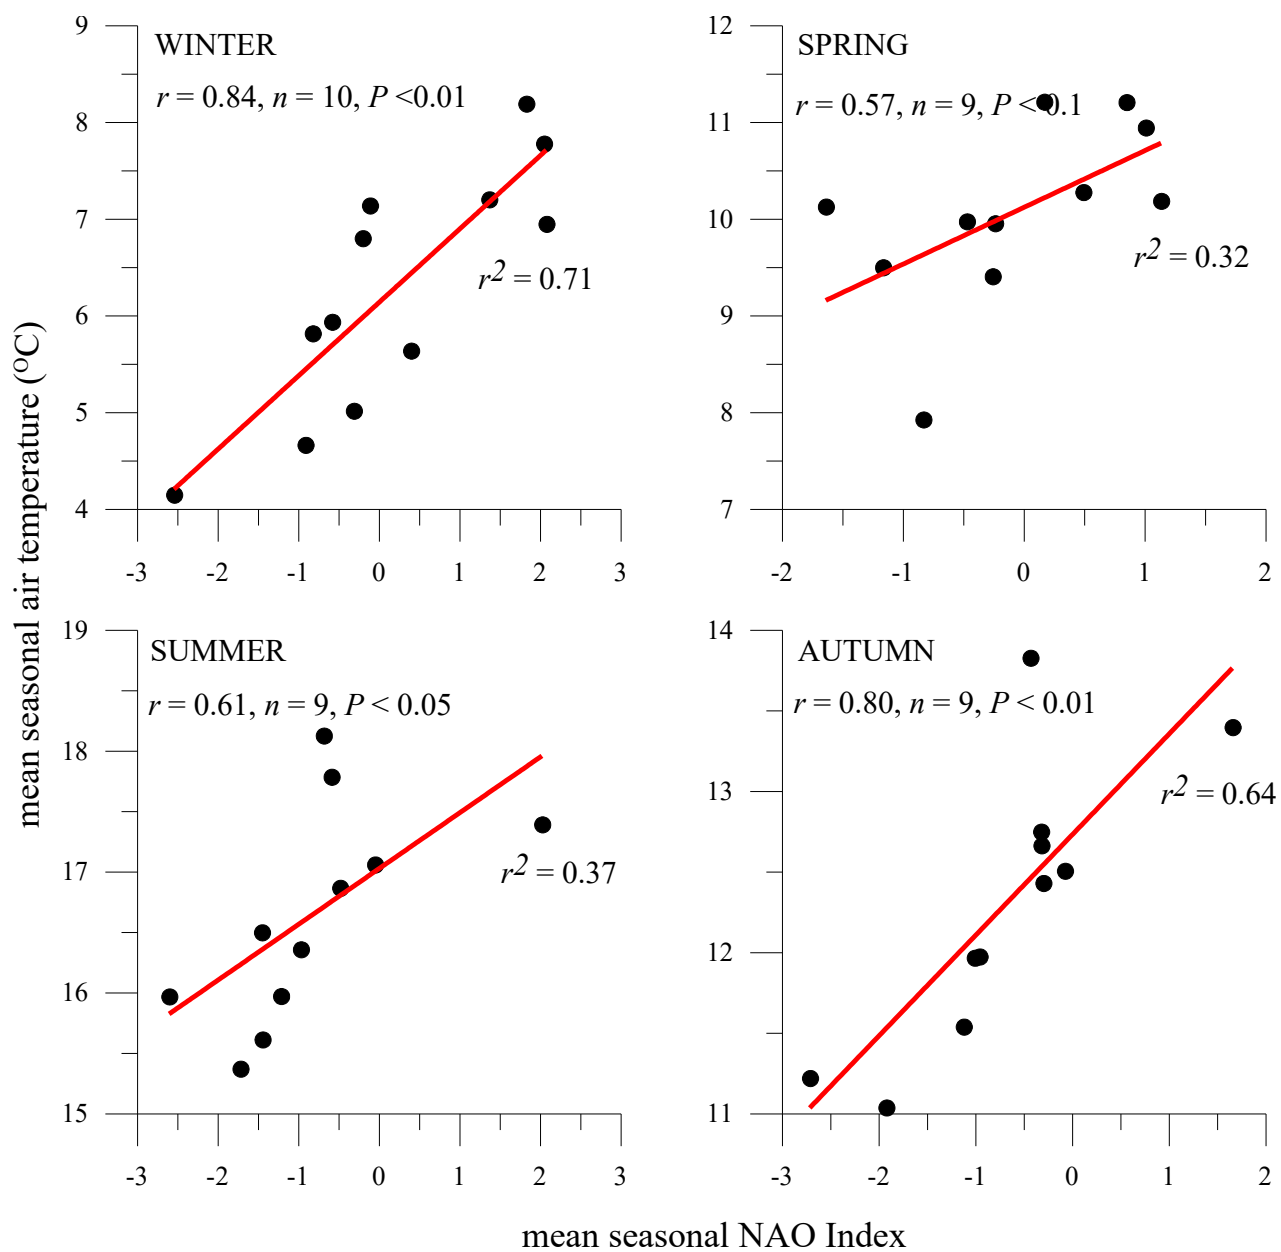 WINTER
r = 0.84, n = 10, P <0.01
r2 = 0.71
9
8
7
6
5
4
-3 -2 -1 0 1 2 3
SPRING
r = 0.57, n = 9, P < 0.1
r2 = 0.32
12
11
10
9
8
7
-2 -1 0 1 2
mean seasonal air temperature (oC)
SUMMER
r = 0.61, n = 9, P < 0.05
r2 = 0.37
19
18
17
16
15
-3 -2 -1 0 1 2 3
AUTUMN
r = 0.80, n = 9, P < 0.01
r2 = 0.64
14
13
12
11
-3 -2 -1 0 1 2
mean seasonal NAO Index